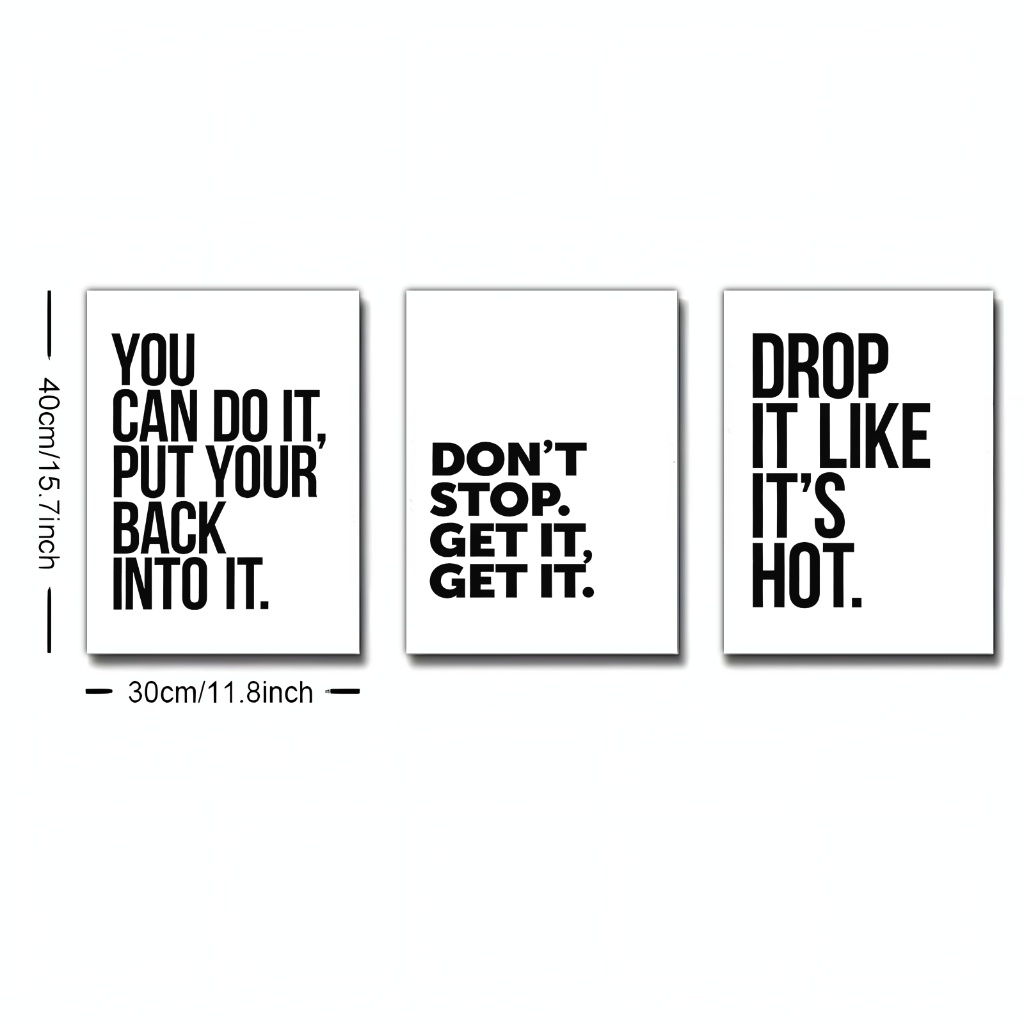 40cm/15.7inch
YOU
CAN DO IT,
PUT YOUR
BACK
INTO IT.
30cm/11.8inch
DON'T
STOP.
GET IT,
GET IT.
DROP
IT LIKE
IT'S
HOT.